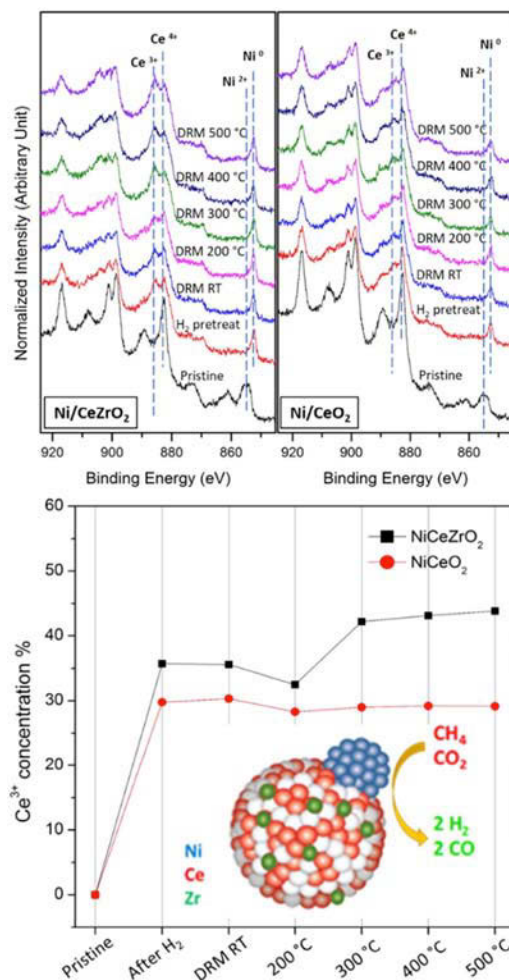 Ce ³⁺
Ce ⁴⁺
Ni ²⁺
Ni ⁰
DRM 500 °C
DRM 400 °C
DRM 300 °C
DRM 200 °C
DRM RT
H₂ pretreat
Pristine
Ni/CeZrO₂
920
900
880
860
Binding Energy (eV)
Normalized Intensity (Arbitrary Unit)
Ce ³⁺
Ce ⁴⁺
Ni ²⁺
Ni ⁰
DRM 500 °C
DRM 400 °C
DRM 300 °C
DRM 200 °C
DRM RT
H₂ pretreat
Pristine
Ni/CeO₂
920
900
880
860
Binding Energy (eV)
60
50
40
30
20
10
0
Ce³⁺ concentration %
NiCeZrO₂
NiCeO₂
CH₄
CO₂
2 H₂
2 CO
Ni
Ce
Zr
Pristine
After H₂
DRM RT
200 °C
300 °C
400 °C
500 °C